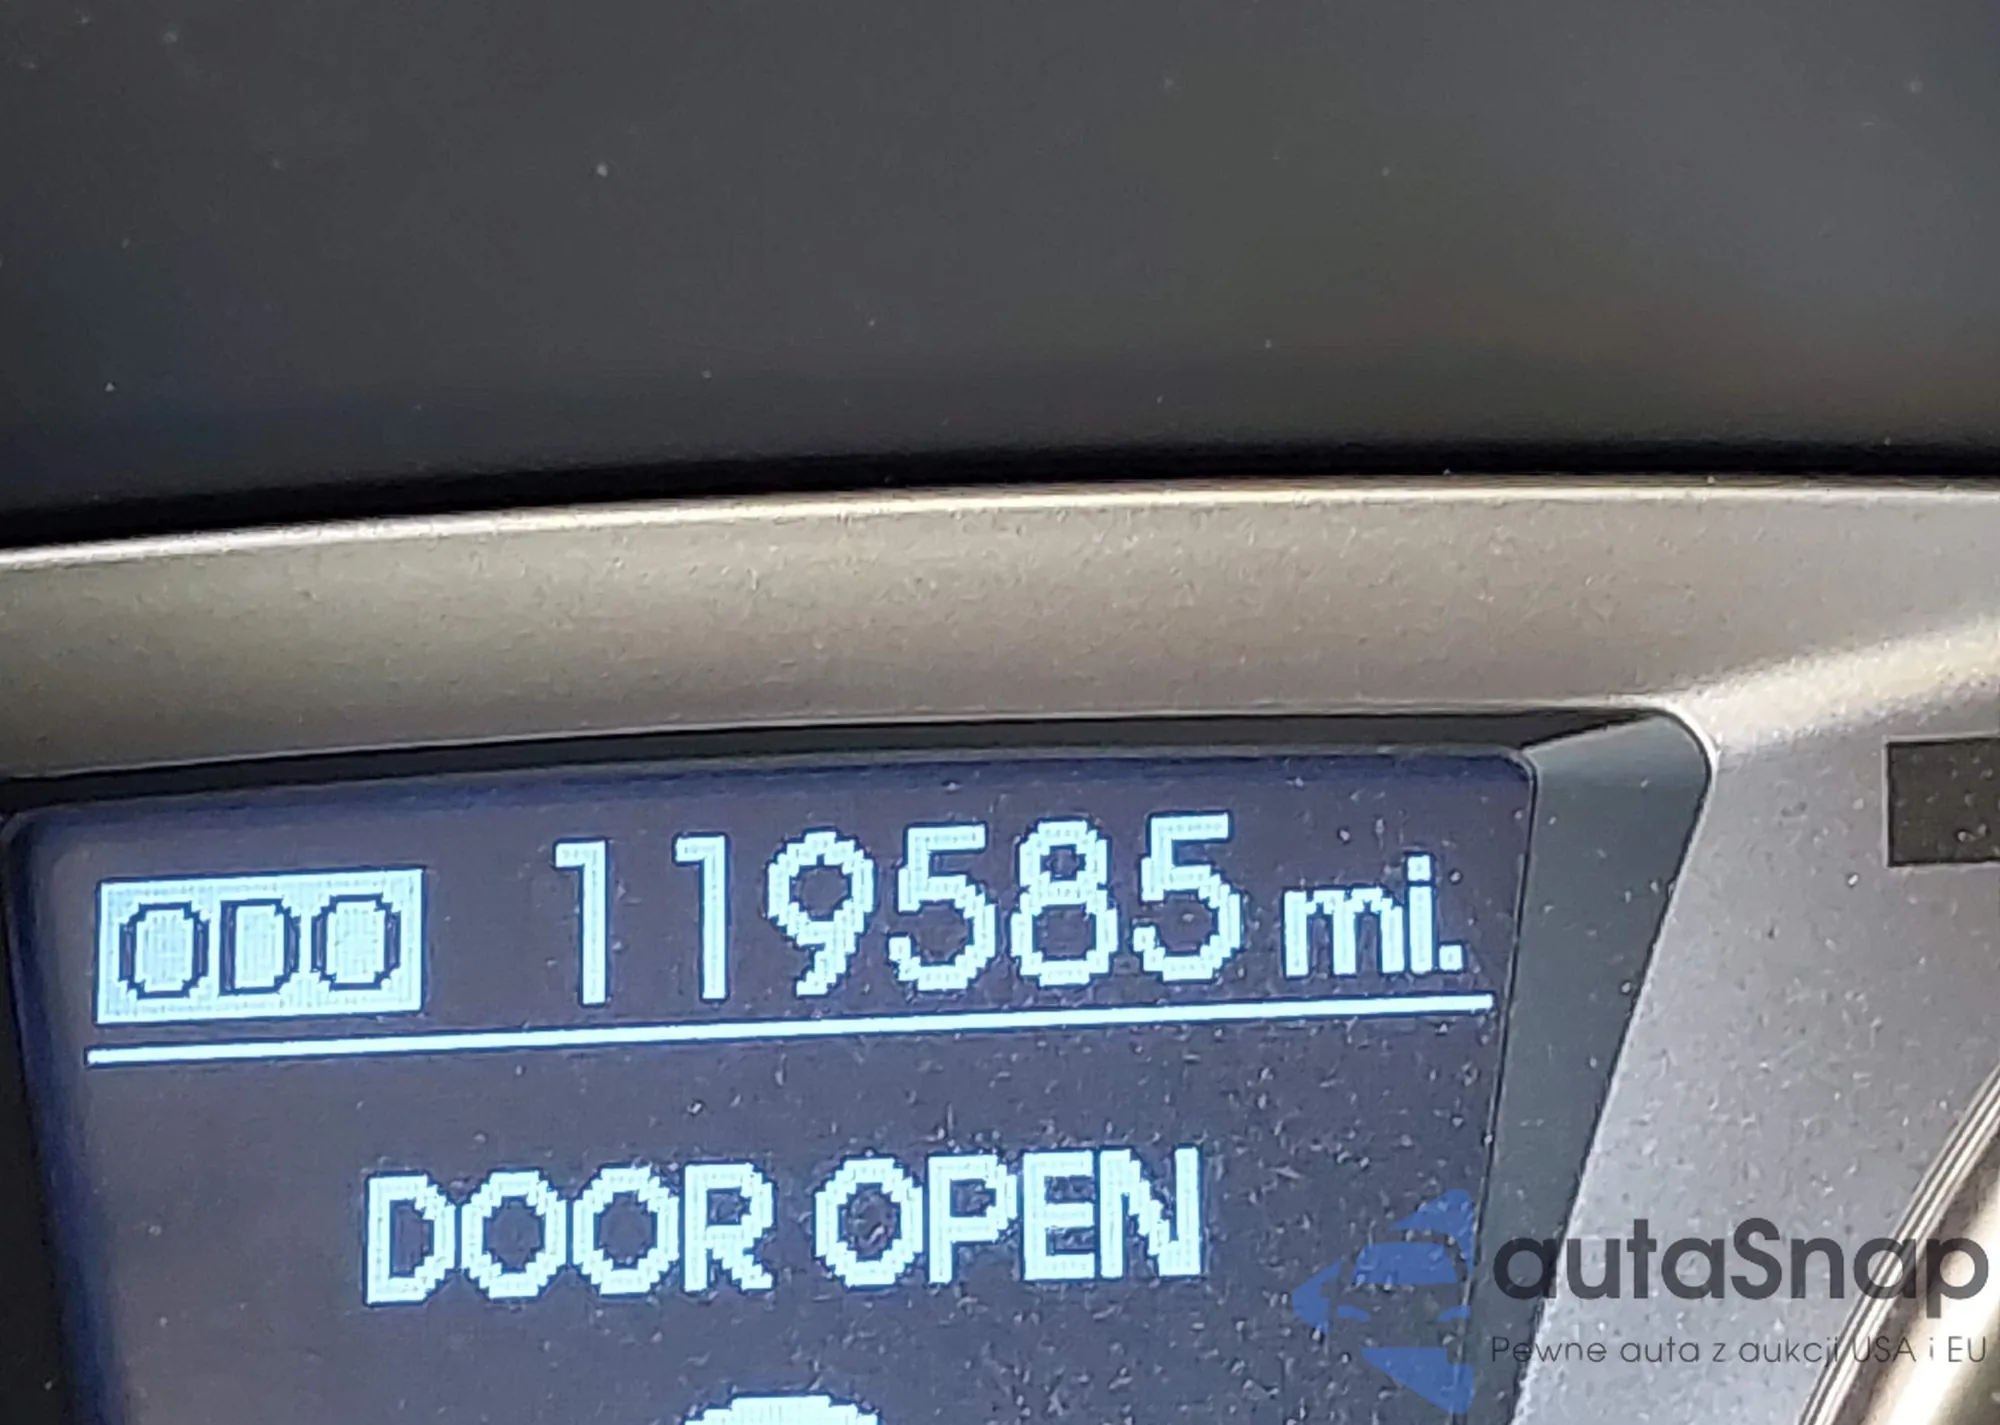 ODO 119585 mi.
DOOR OPEN
autaSnap
Pewne auta z aukcji USA i EU